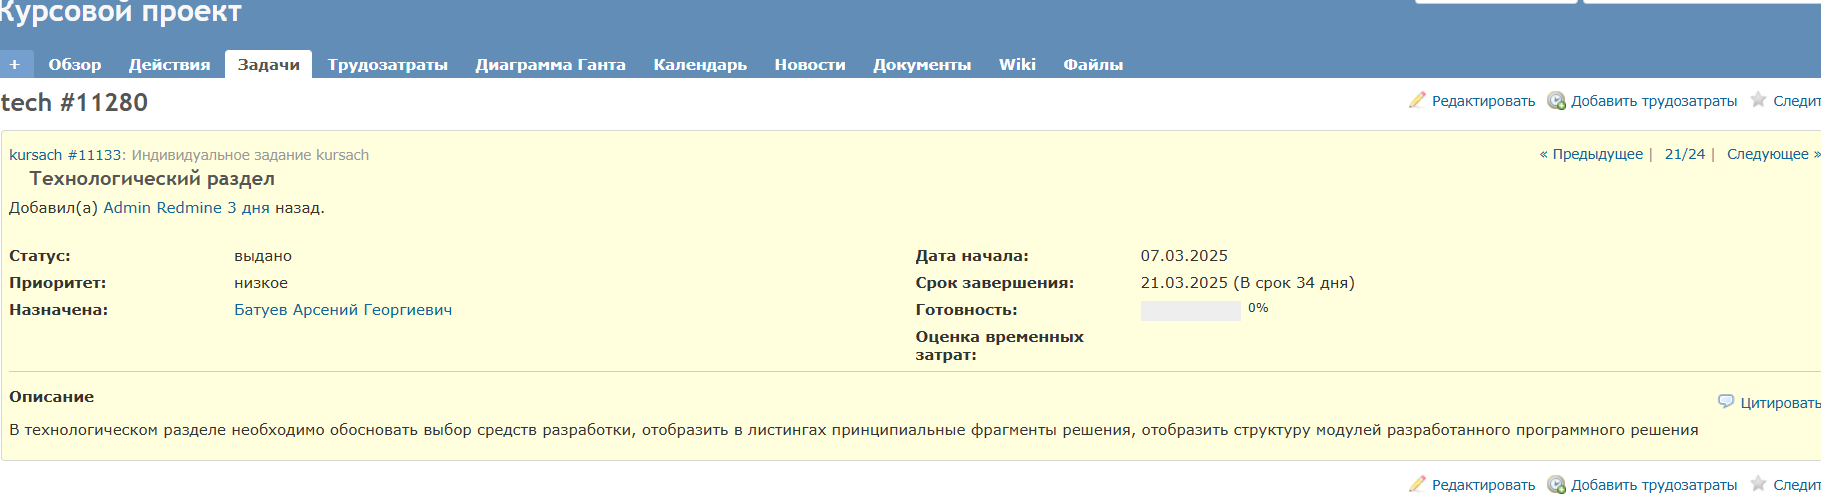 Курсовой проект
+ Обзор Действия Задачи Трудозатраты Диаграмма Ганта Календарь Новости Документы Wiki Файлы
tech #11280
Редактировать Добавить трудозатраты Следит
kursach #11133: Индивидуальное задание kursach
« Предыдущее | 21/24 | Следующее »
Технологический раздел
Добавил(а) Admin Redmine 3 дня назад.
Статус: выдано Дата начала: 07.03.2025
Приоритет: низкое Срок завершения: 21.03.2025 (В срок 34 дня)
Назначена: Батуев Арсений Георгиевич Готовность: 0%
Оценка временных
затрат:
Описание
Цитировать
В технологическом разделе необходимо обосновать выбор средств разработки, отобразить в листингах принципиальные фрагменты решения, отобразить структуру модулей разработанного программного решения
Редактировать Добавить трудозатраты Следит